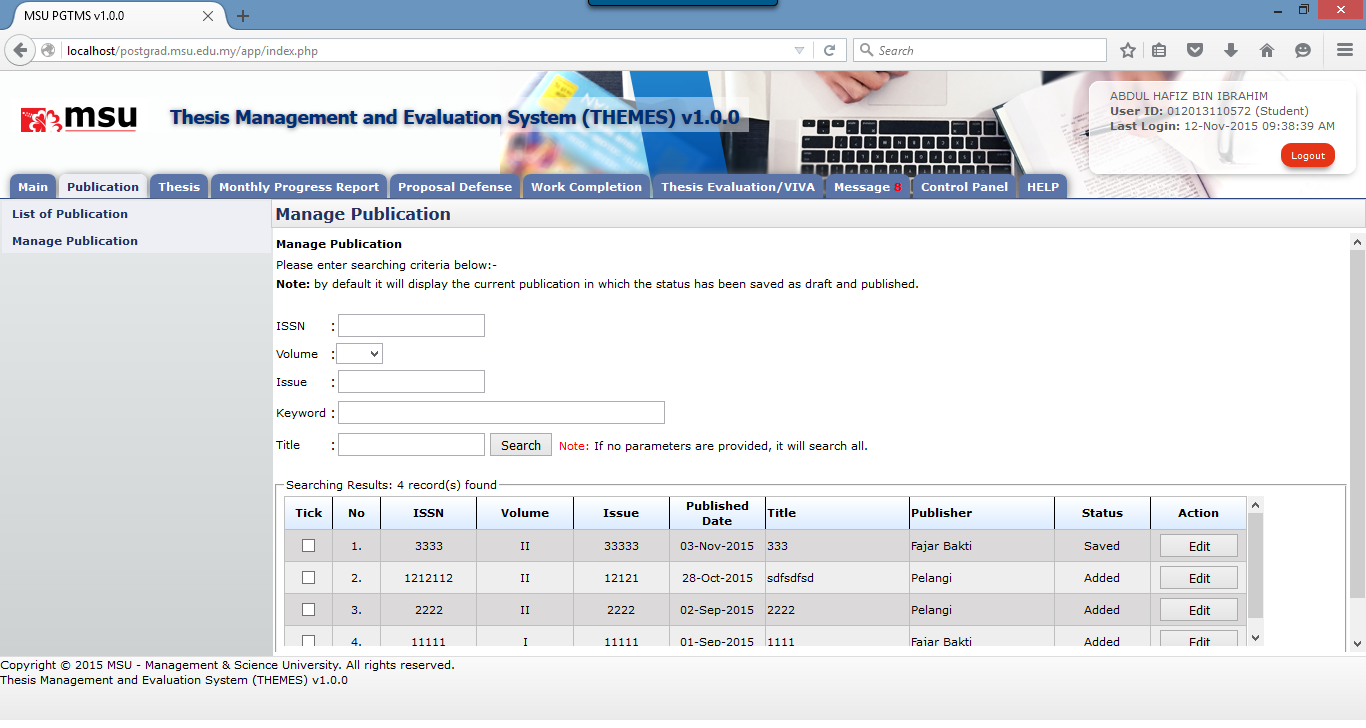 MSU PGTMS v1.0.0
localhost/postgrad.msu.edu.my/app/index.php
Search
msu
Thesis Management and Evaluation System (THEMES) v1.0.0
ABDUL HAFIZ BIN IBRAHIM
User ID: 012013110572 (Student)
Last Login: 12-Nov-2015 09:38:39 AM
Logout
Main Publication Thesis Monthly Progress Report Proposal Defense Work Completion Thesis Evaluation/VIVA Message 8 Control Panel HELP
List of Publication
Manage Publication
Manage Publication
Manage Publication
Please enter searching criteria below:-
Note: by default it will display the current publication in which the status has been saved as draft and published.
ISSN :
Volume :
Issue :
Keyword :
Title : Search Note: If no parameters are provided, it will search all.
Searching Results: 4 record(s) found
Tick No ISSN Volume Issue Published Date Title Publisher Status Action
1. 3333 II 33333 03-Nov-2015 333 Fajar Bakti Saved Edit
2. 1212112 II 12121 28-Oct-2015 sdfsdfsd Pelangi Added Edit
3. 2222 II 2222 02-Sep-2015 2222 Pelangi Added Edit
4. 11111 I 11111 01-Sep-2015 1111 Fajar Bakti Added Edit
Copyright © 2015 MSU - Management & Science University. All rights reserved.
Thesis Management and Evaluation System (THEMES) v1.0.0